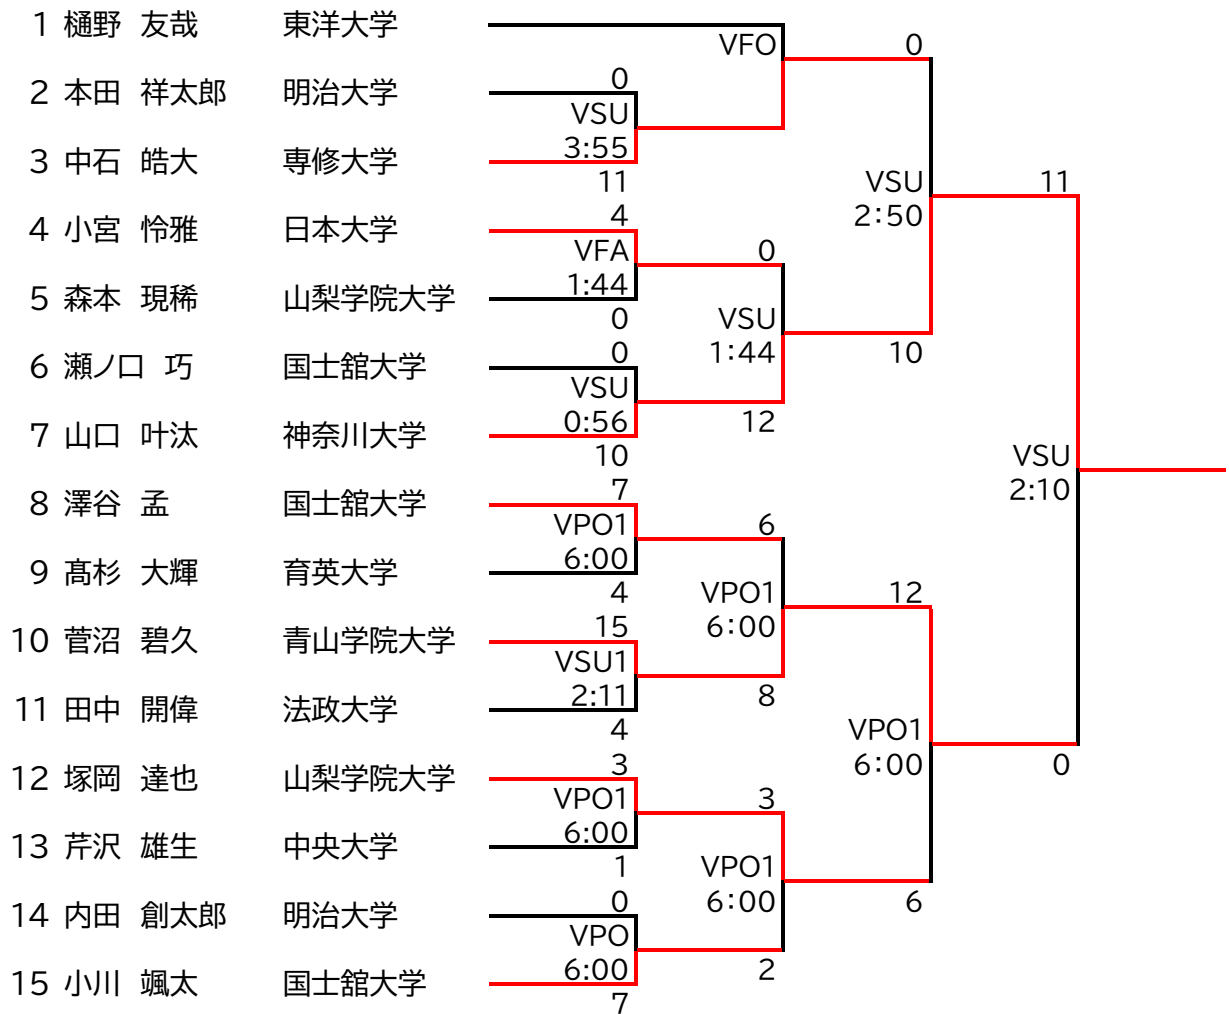 1 樋野 友哉 東洋大学
VFO
0
0
2 本田 祥太郎 明治大学
VSU
3:55
3 中石 皓大 専修大学
11
VSU
2:50
11
4
4 小宮 怜雅 日本大学
VFA
1:44
0
5 森本 現稀 山梨学院大学
0
VSU
1:44
10
0
6 瀬ノ口 巧 国士舘大学
VSU
0:56
12
7 山口 叶汰 神奈川大学
10
VSU
2:10
7
8 澤谷 孟 国士舘大学
VPO1
6:00
6
9 髙杉 大輝 育英大学
4
VPO1
6:00
12
15
10 菅沼 碧久 青山学院大学
VSU1
2:11
8
11 田中 開偉 法政大学
4
VPO1
6:00
0
3
12 塚岡 達也 山梨学院大学
VPO1
6:00
3
13 芹沢 雄生 中央大学
1
VPO1
6:00
6
0
14 内田 創太郎 明治大学
VPO
6:00
2
15 小川 颯太 国士舘大学
7